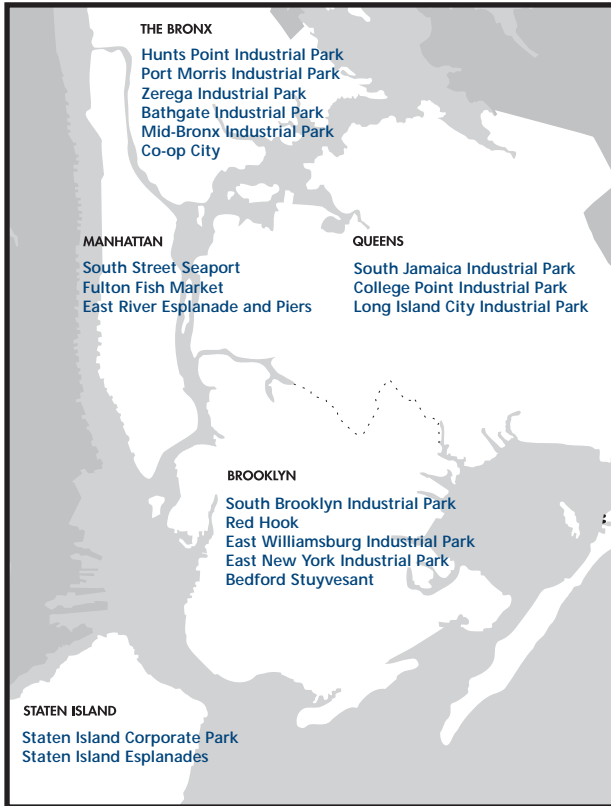 THE BRONX
Hunts Point Industrial Park
Port Morris Industrial Park
Zerega Industrial Park
Bathgate Industrial Park
Mid-Bronx Industrial Park
Co-op City
MANHATTAN
South Street Seaport
Fulton Fish Market
East River Esplanade and Piers
QUEENS
South Jamaica Industrial Park
College Point Industrial Park
Long Island City Industrial Park
BROOKLYN
South Brooklyn Industrial Park
Red Hook
East Williamsburg Industrial Park
East New York Industrial Park
Bedford Stuyvesant
STATEN ISLAND
Staten Island Corporate Park
Staten Island Esplanades